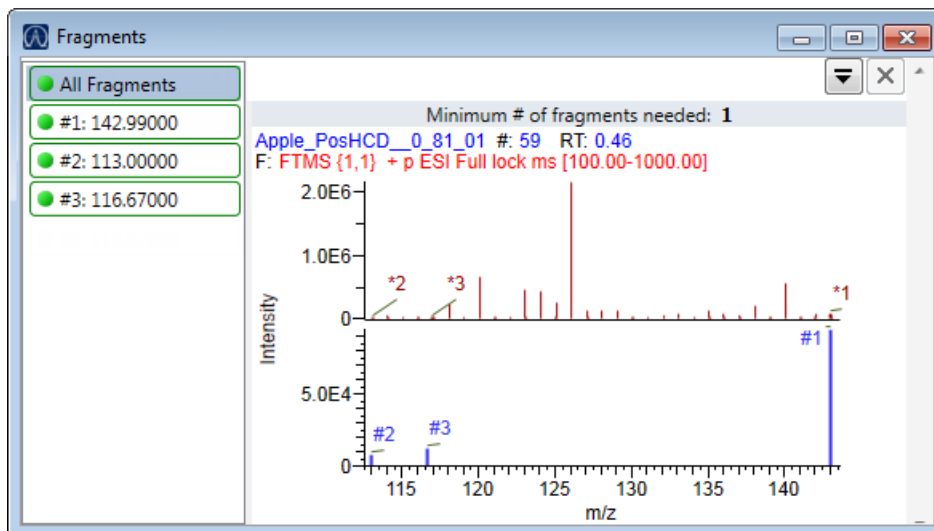 Fragments
All Fragments
#1: 142.99000
#2: 113.00000
#3: 116.67000
Minimum # of fragments needed: 1
Apple_PosHCD__0_81_01 #: 59 RT: 0.46
F: FTMS {1,1} + p ESI Full lock ms [100.00-1000.00]
2.0E6
1.0E6
*2
*3
*1
0
Intensity
#1
5.0E4
#2
#3
0
115 120 125 130 135 140
m/z